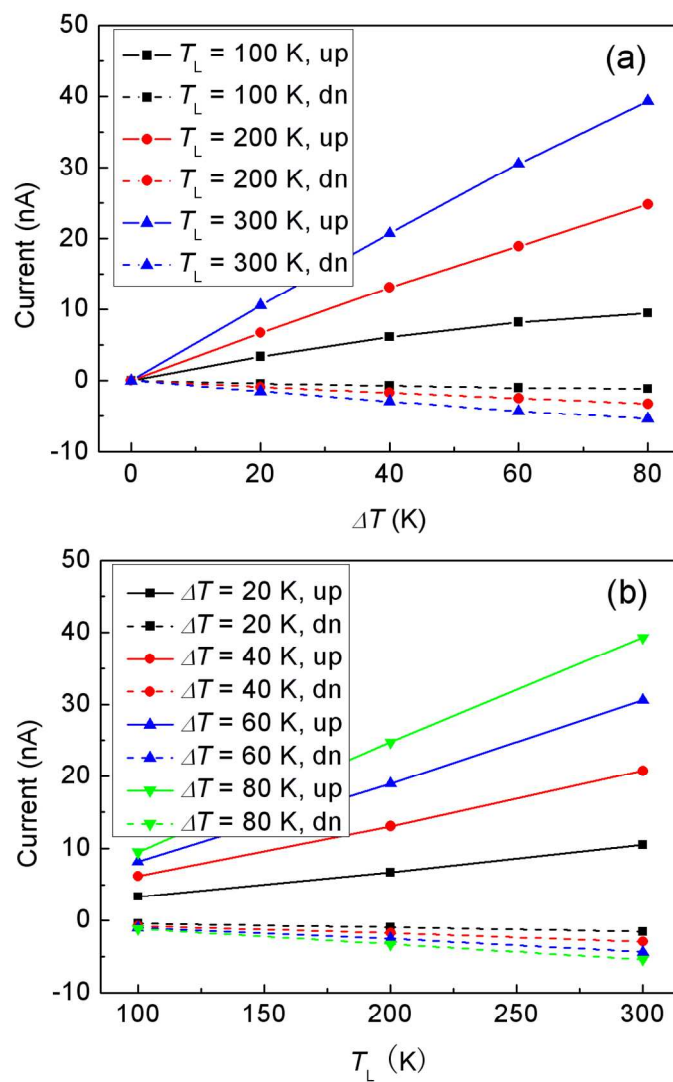 50
40
30
20
10
0
-10
Current (nA)
T_L = 100 K, up
T_L = 100 K, dn
T_L = 200 K, up
T_L = 200 K, dn
T_L = 300 K, up
T_L = 300 K, dn
(a)
0 20 40 60 80
ΔT (K)
50
40
30
20
10
0
-10
Current (nA)
ΔT = 20 K, up
ΔT = 20 K, dn
ΔT = 40 K, up
ΔT = 40 K, dn
ΔT = 60 K, up
ΔT = 60 K, dn
ΔT = 80 K, up
ΔT = 80 K, dn
(b)
100 150 200 250 300
T_L (K)